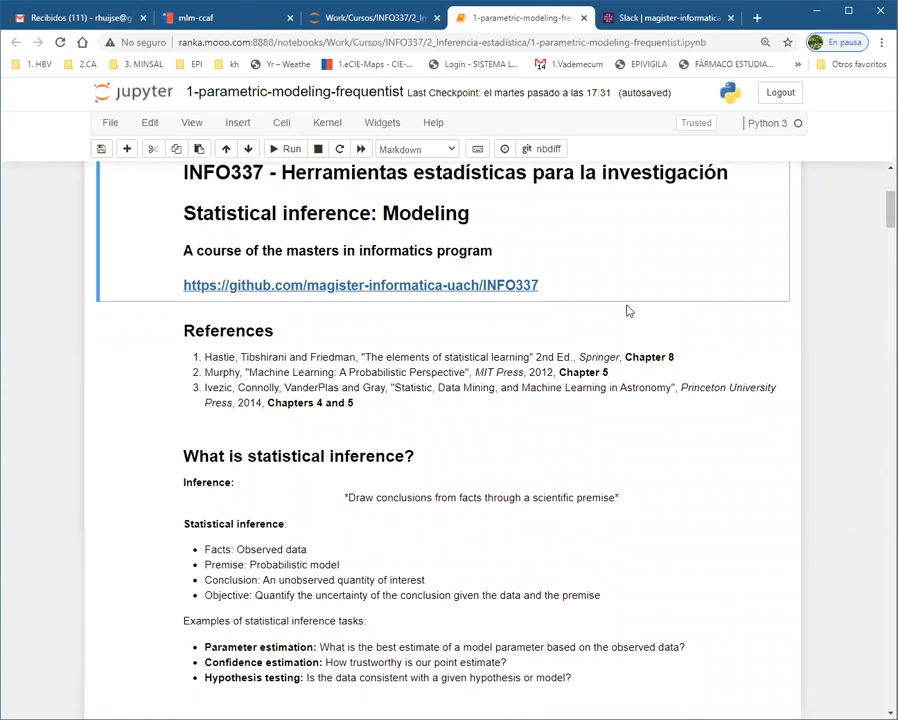 Recibidos (111) - rhuijse@g
mlm-ccaf
Work/Cursos/INFO337/2_In
1-parametric-modeling-fre
Slack | magister-informatica
No seguro
ranka.mooo.com:8888/notebooks/Work/Cursos/INFO337/2_Inferencia-estadística/1-parametric-modeling-frequentist.ipynb
En pausa
1. HBV
2.CA
3. MINSAL
EPI
kh
Yr – Weathe
1.eCIE-Maps - CIE-...
Login - SISTEMA L...
1.Vademecum
EPIVIGILA
FÁRMACO ESTUDIA...
»
Otros favoritos
jupyter
1-parametric-modeling-frequentist Last Checkpoint: el martes pasado a las 17:31 (autosaved)
Logout
File Edit View Insert Cell Kernel Widgets Help
Trusted
Python 3
Run
Markdown
git nbdiff
INFO337 - Herramientas estadísticas para la investigación
Statistical inference: Modeling
A course of the masters in informatics program
https://github.com/magister-informatica-uach/INFO337
References
1. Hastie, Tibshirani and Friedman, "The elements of statistical learning" 2nd Ed., Springer, Chapter 8
2. Murphy, "Machine Learning: A Probabilistic Perspective", MIT Press, 2012, Chapter 5
3. Ivezic, Connolly, VanderPlas and Gray, "Statistic, Data Mining, and Machine Learning in Astronomy", Princeton University
Press, 2014, Chapters 4 and 5
What is statistical inference?
Inference:
*Draw conclusions from facts through a scientific premise*
Statistical inference:
• Facts: Observed data
• Premise: Probabilistic model
• Conclusion: An unobserved quantity of interest
• Objective: Quantify the uncertainty of the conclusion given the data and the premise
Examples of statistical inference tasks:
• Parameter estimation: What is the best estimate of a model parameter based on the observed data?
• Confidence estimation: How trustworthy is our point estimate?
• Hypothesis testing: Is the data consistent with a given hypothesis or model?